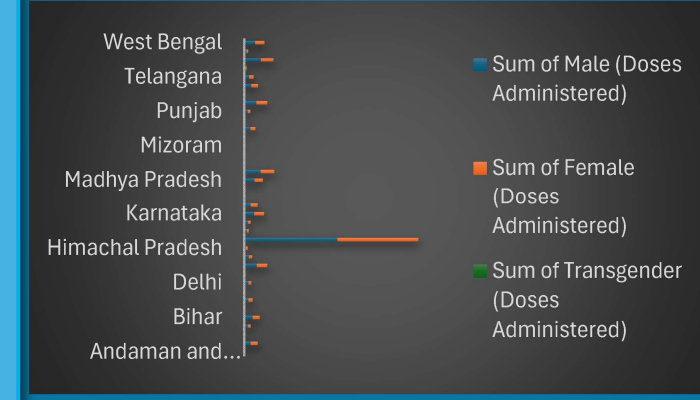 West Bengal
Telangana
Punjab
Mizoram
Madhya Pradesh
Karnataka
Himachal Pradesh
Delhi
Bihar
Andaman and...
Sum of Male (Doses
Administered)
Sum of Female
(Doses
Administered)
Sum of Transgender
(Doses
Administered)